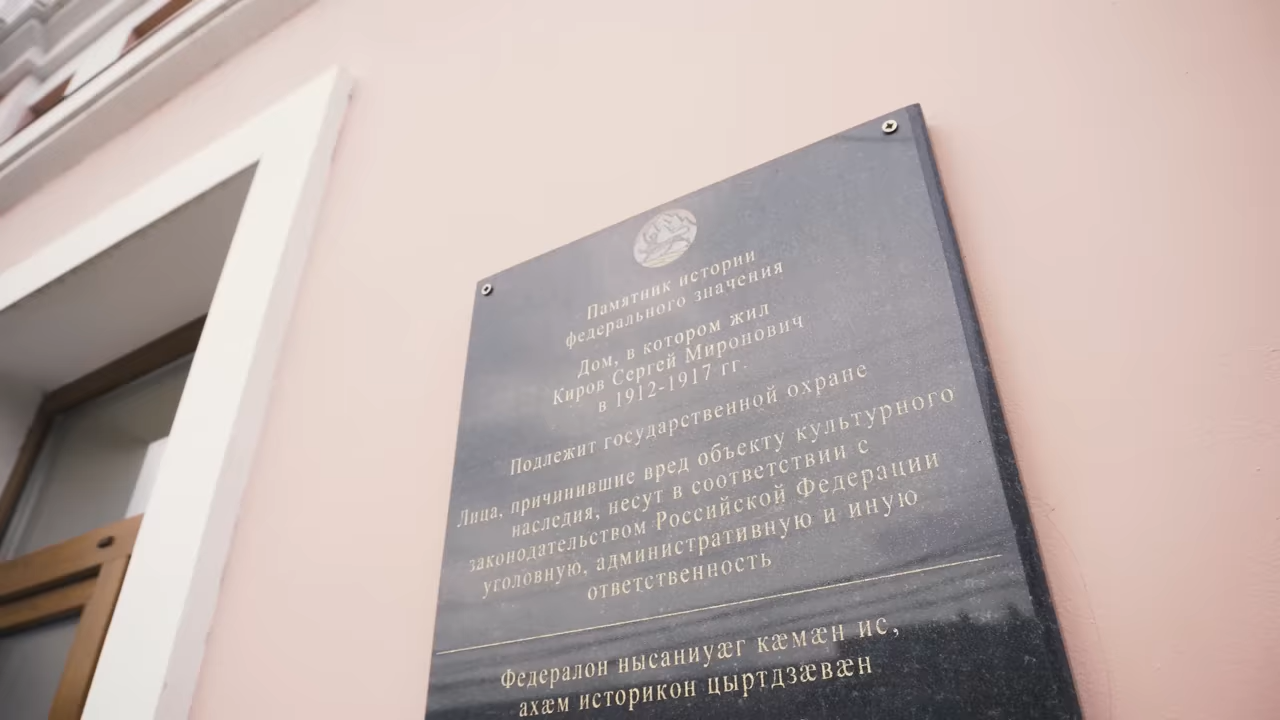 Памятник истории
федерального значения
Дом, в котором жил
Киров Сергей Миронович
в 1912-1917 гг.
Подлежит государственной охране
Лица, причинившие вред объекту культурного
наследия, несут в соответствии с
законодательством Российской Федерации
уголовную, административную и иную
ответственность
Федералон нысаниуæг кæмæн ис,
ахæм историкон цыртдзæвæн